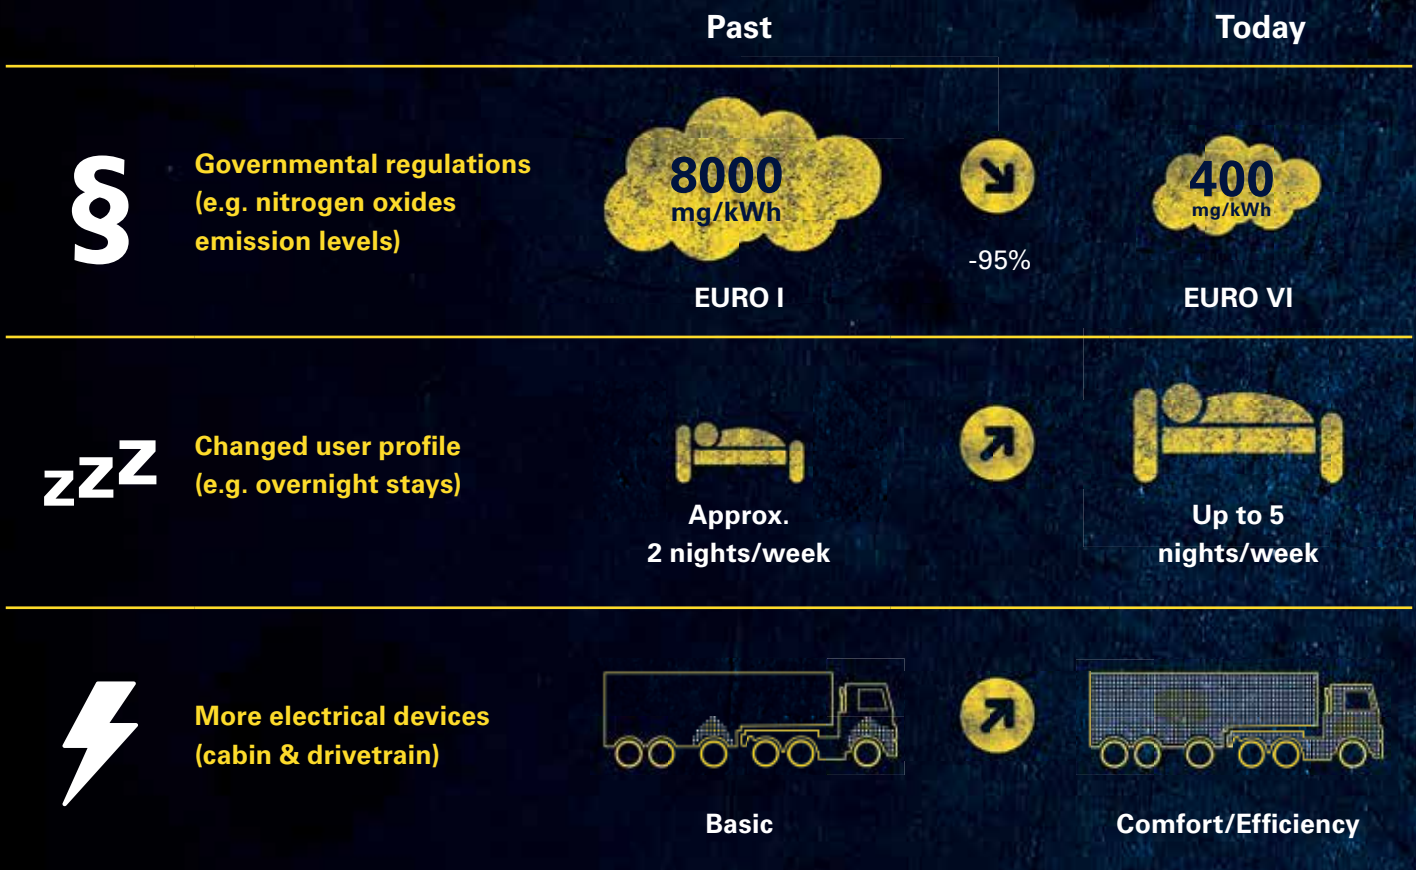 Past
Today
§
Governmental regulations
(e.g. nitrogen oxides
emission levels)
8000
mg/kWh
EURO I
-95%
400
mg/kWh
EURO VI
zzZ
Changed user profile
(e.g. overnight stays)
Approx.
2 nights/week
Up to 5
nights/week
More electrical devices
(cabin & drivetrain)
Basic
Comfort/Efficiency